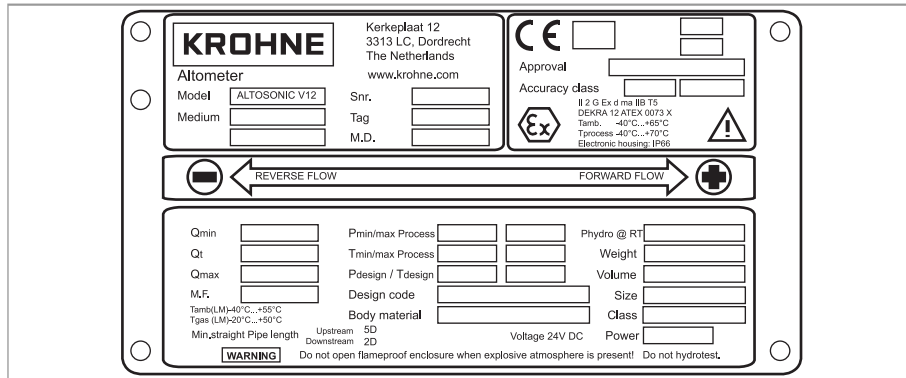 KROHNE
Kerkeplaat 12
3313 LC, Dordrecht
The Netherlands
www.krohne.com
Altometer
Model ALTOSONIC V12
Medium
Snr.
Tag
M.D.
CE
Approval
Accuracy class
Ex
II 2 G Ex d ma IIB T5
DEKRA 12 ATEX 0073 X
Tamb. -40°C...+65°C
Tprocess -40°C...+70°C
Electronic housing: IP66
REVERSE FLOW FORWARD FLOW
Qmin Pmin/max Process Phydro @ RT
Qt Tmin/max Process Weight
Qmax Pdesign / Tdesign Volume
M.F. Design code Size
Tamb(LM)-40°C...+55°C
Tgas (LM)-20°C...+50°C
Body material Class
Min.straight Pipe length Upstream 5D
Downstream 2D
Voltage 24V DC Power
WARNING Do not open flameproof enclosure when explosive atmosphere is present! Do not hydrotest.